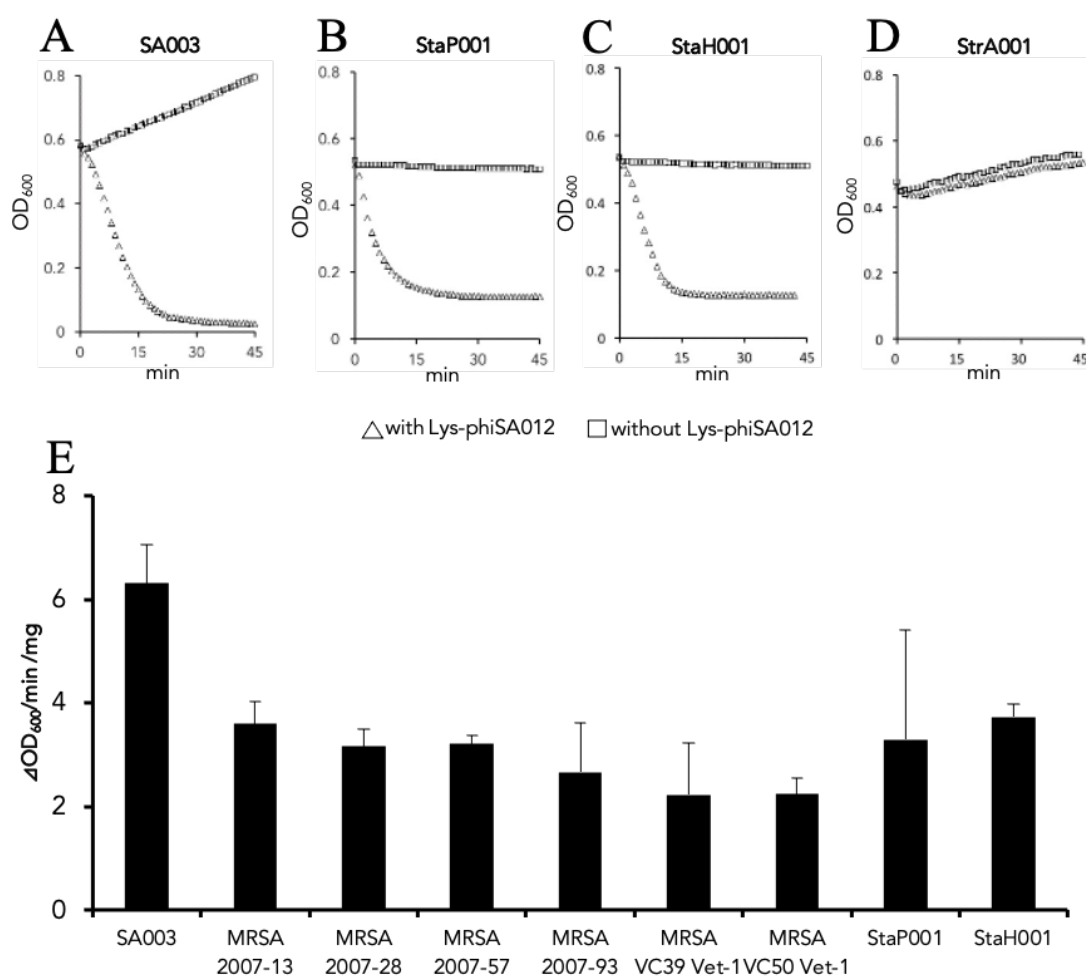 A
SA003
B
StaP001
C
StaH001
D
StrA001
0.8
0.6
0.4
0.2
0
OD600
0 15 30 45
min
0.8
0.6
0.4
0.2
0
OD600
0 15 30 45
min
0.8
0.6
0.4
0.2
0
OD600
0 15 30 45
min
0.8
0.6
0.4
0.2
0
OD600
0 15 30 45
min
△ with Lys-phiSA012 □ without Lys-phiSA012
E
8
6
4
2
0
⊿OD600/min /mg
SA003
MRSA
2007-13
MRSA
2007-28
MRSA
2007-57
MRSA
2007-93
MRSA
VC39 Vet-1
MRSA
VC50 Vet-1
StaP001
StaH001